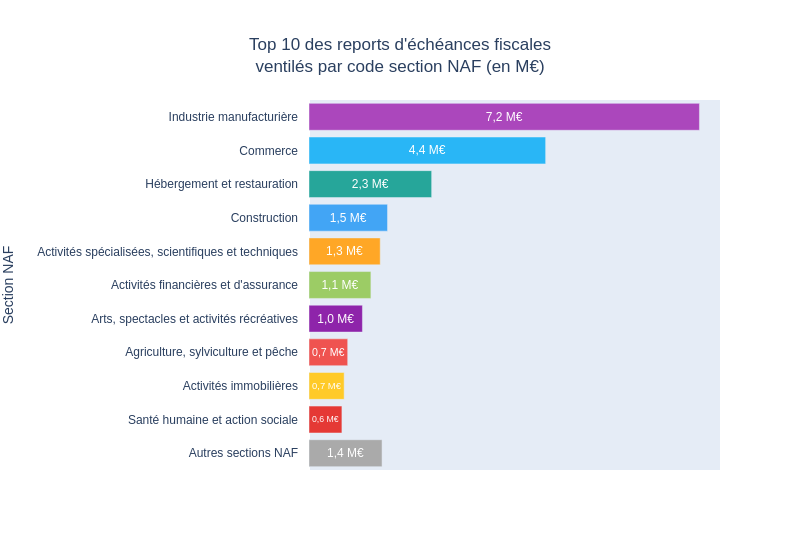 Top 10 des reports d'échéances fiscales
ventilés par code section NAF (en M€)
Section NAF
Industrie manufacturière 7,2 M€
Commerce 4,4 M€
Hébergement et restauration 2,3 M€
Construction 1,5 M€
Activités spécialisées, scientifiques et techniques 1,3 M€
Activités financières et d'assurance 1,1 M€
Arts, spectacles et activités récréatives 1,0 M€
Agriculture, sylviculture et pêche 0,7 M€
Activités immobilières 0,7 M€
Santé humaine et action sociale 0,6 M€
Autres sections NAF 1,4 M€